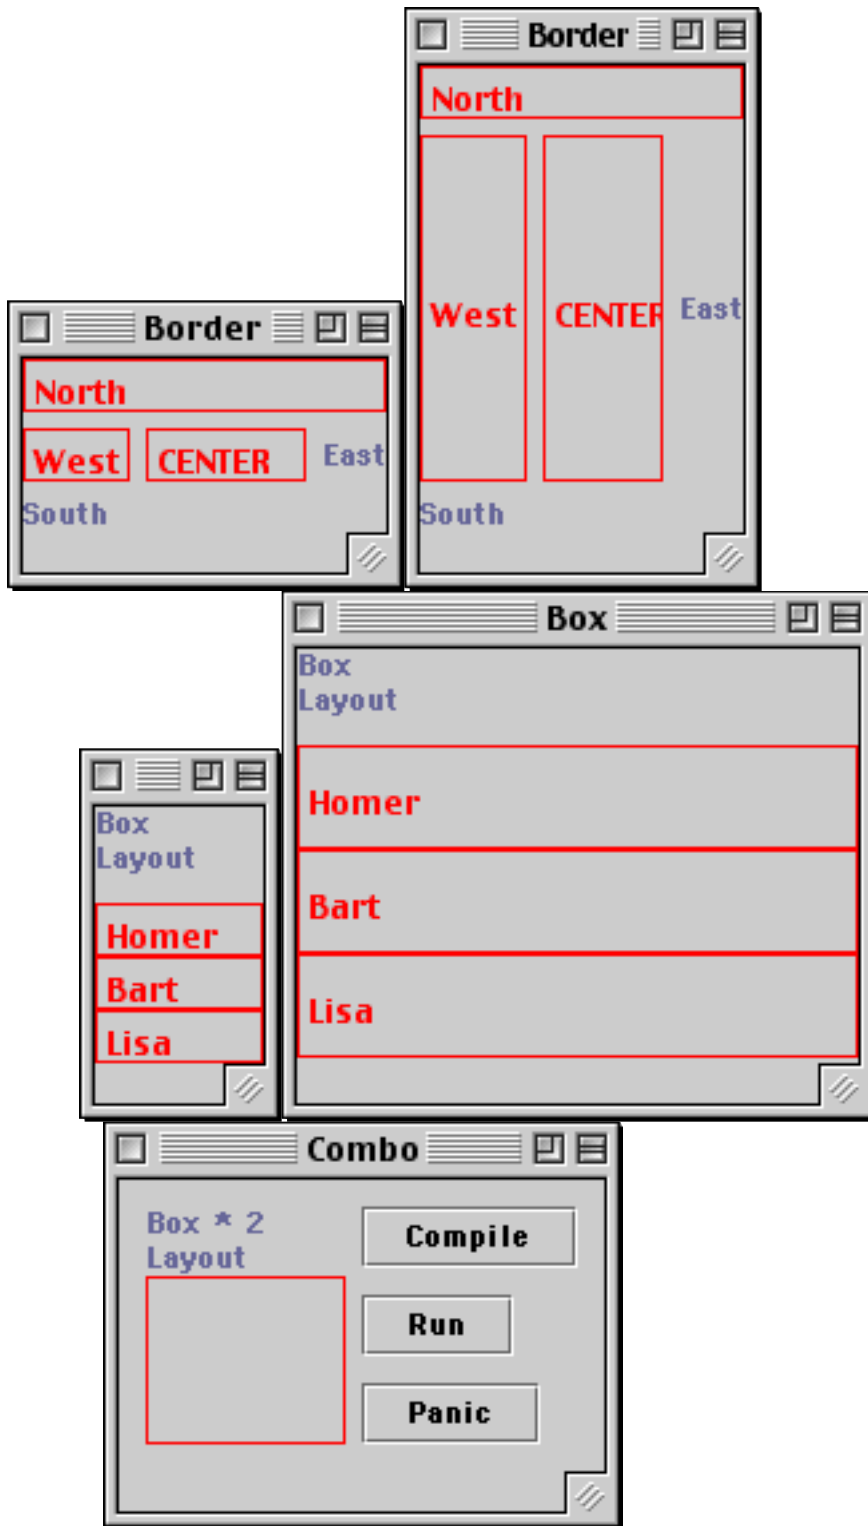 Border
North
West CENTER East
South
Border
North
West CENTER East
South
Box
Box
Layout
Homer
Bart
Lisa
Box
Layout
Homer
Bart
Lisa
Combo
Box * 2
Layout
Compile
Run
Panic